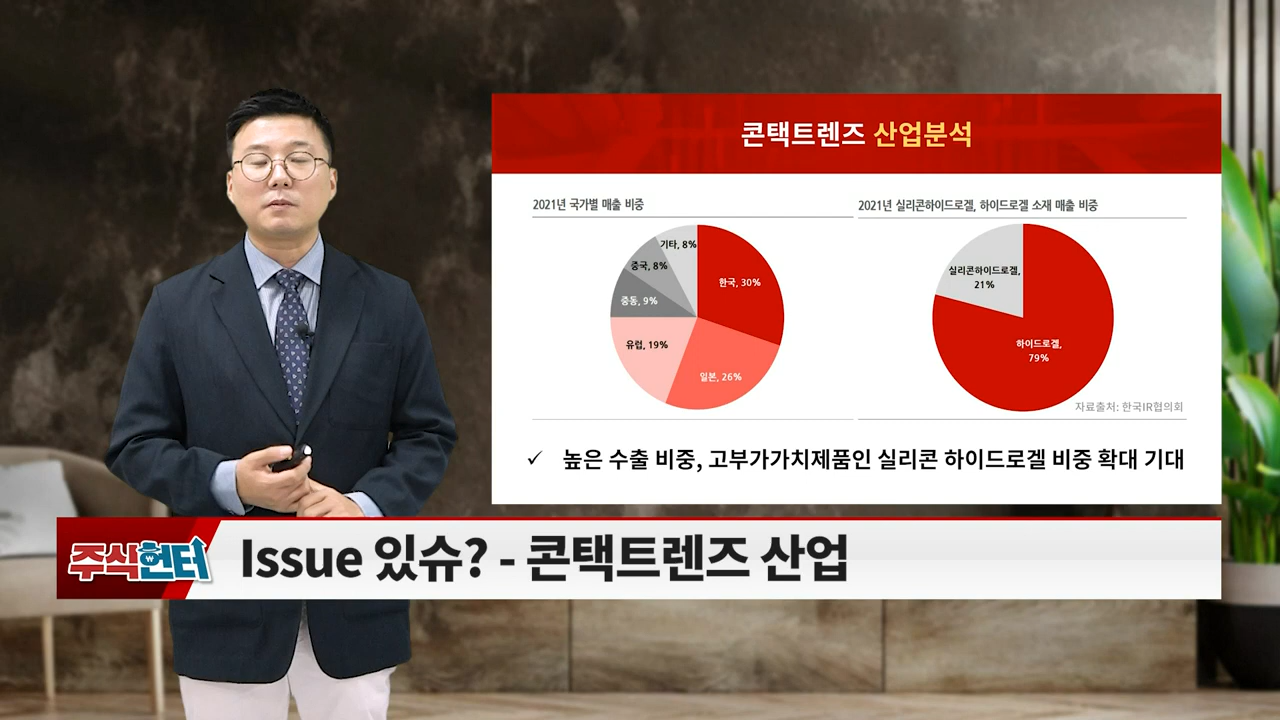 콘택트렌즈 산업분석
2021년 국가별 매출 비중
기타, 8%
중국, 8%
중동, 9%
유럽, 19%
한국, 30%
일본, 26%
2021년 실리콘하이드로겔, 하이드로겔 소재 매출 비중
실리콘하이드로겔,
21%
하이드로겔,
79%
자료출처: 한국IR협의회
✓ 높은 수출 비중, 고부가가치제품인 실리콘 하이드로겔 비중 확대 기대
주식헌터
Issue 있슈? - 콘택트렌즈 산업